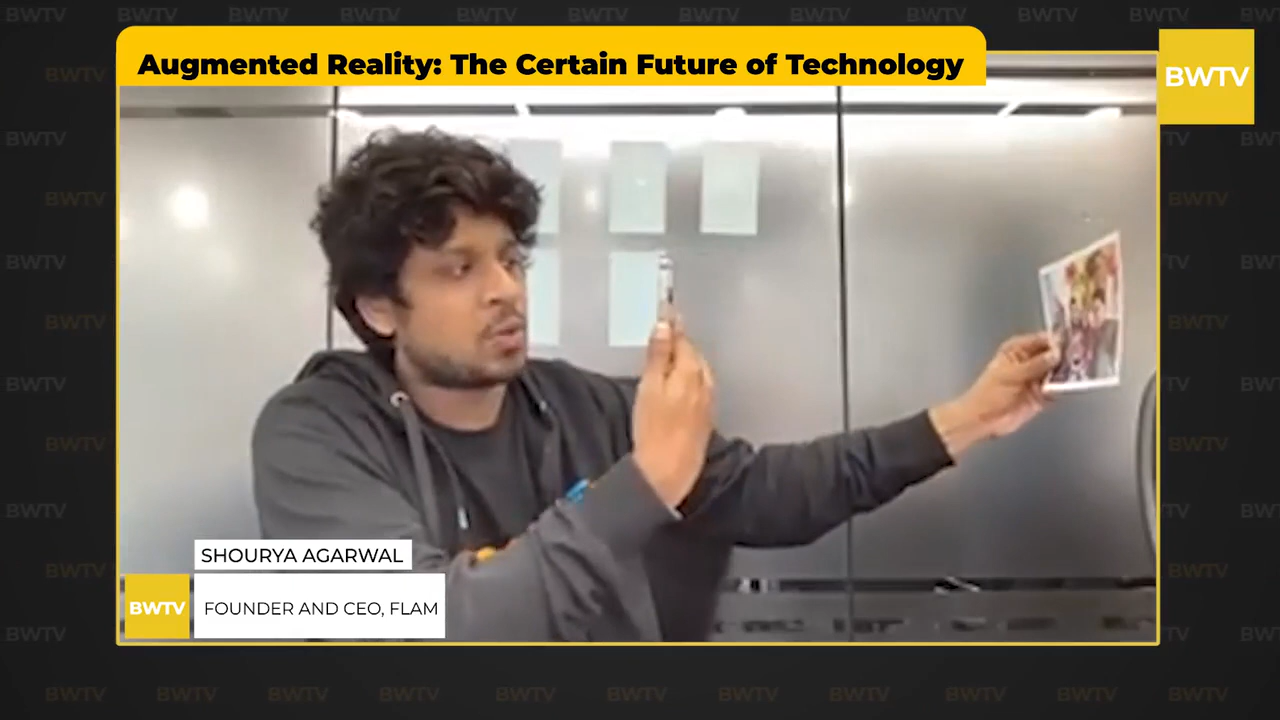 Augmented Reality: The Certain Future of Technology
BWTV
SHOURYA AGARWAL
BWTV
FOUNDER AND CEO, FLAM